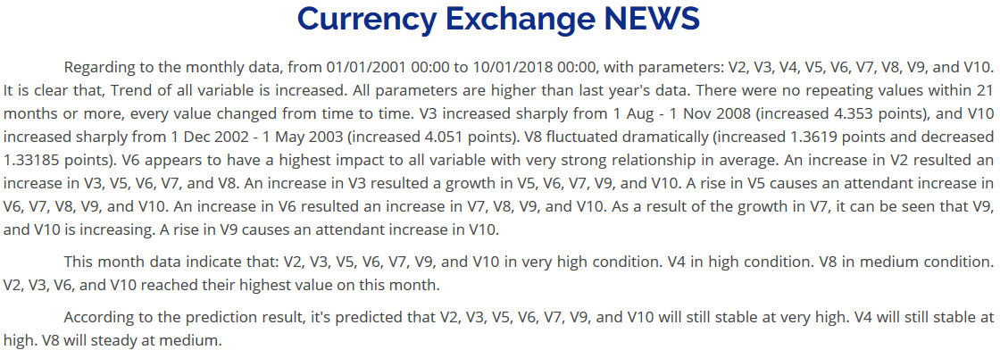 Currency Exchange NEWS
Regarding to the monthly data, from 01/01/2001 00:00 to 10/01/2018 00:00, with parameters: V2, V3, V4, V5, V6, V7, V8, V9, and V10.
It is clear that, Trend of all variable is increased. All parameters are higher than last year's data. There were no repeating values within 21
months or more, every value changed from time to time. V3 increased sharply from 1 Aug - 1 Nov 2008 (increased 4.353 points), and V10
increased sharply from 1 Dec 2002 - 1 May 2003 (increased 4.051 points). V8 fluctuated dramatically (increased 1.3619 points and decreased
1.33185 points). V6 appears to have a highest impact to all variable with very strong relationship in average. An increase in V2 resulted an
increase in V3, V5, V6, V7, and V8. An increase in V3 resulted a growth in V5, V6, V7, V9, and V10. A rise in V5 causes an attendant increase in
V6, V7, V8, V9, and V10. An increase in V6 resulted an increase in V7, V8, V9, and V10. As a result of the growth in V7, it can be seen that V9,
and V10 is increasing. A rise in V9 causes an attendant increase in V10.
This month data indicate that: V2, V3, V5, V6, V7, V9, and V10 in very high condition. V4 in high condition. V8 in medium condition.
V2, V3, V6, and V10 reached their highest value on this month.
According to the prediction result, it's predicted that V2, V3, V5, V6, V7, V9, and V10 will still stable at very high. V4 will still stable at
high. V8 will steady at medium.